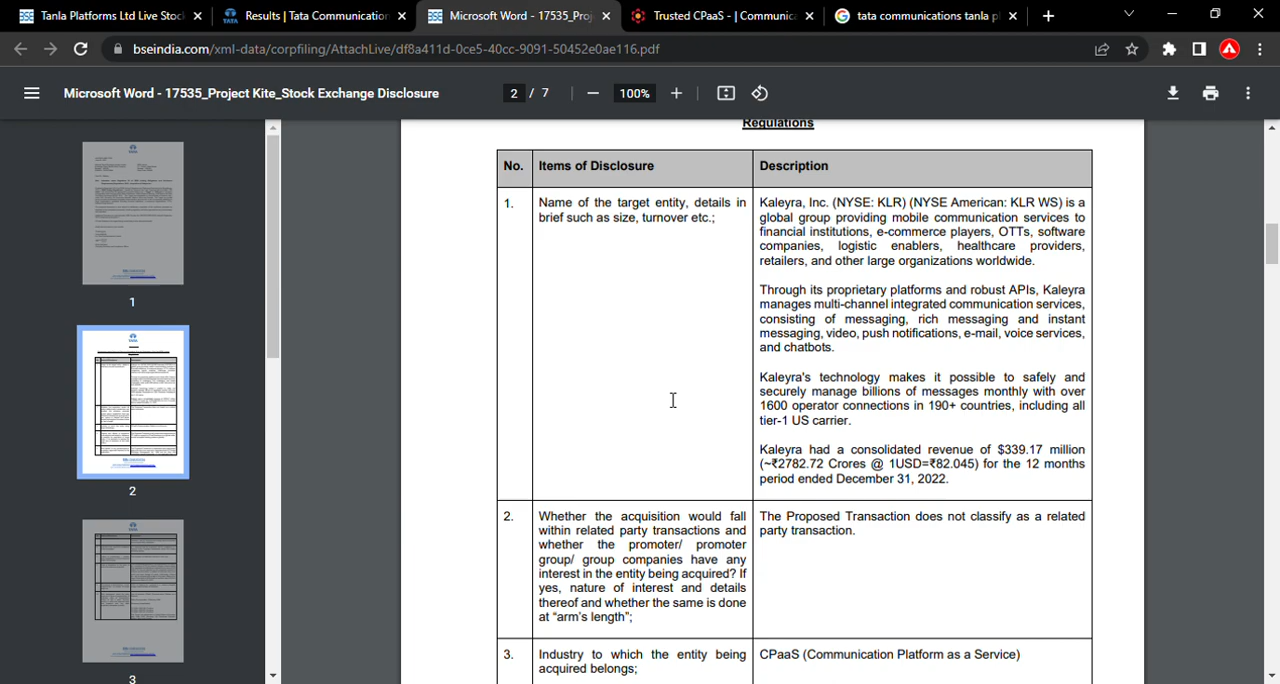 Tanla Platforms Ltd Live Stoc
Results | Tata Communication
Microsoft Word - 17535_Proj
Trusted CPaaS - | Communic
tata communications tanla p
bseindia.com/xml-data/corpfiling/AttachLive/df8a411d-0ce5-40cc-9091-50452e0ae116.pdf
Microsoft Word - 17535_Project Kite_Stock Exchange Disclosure
2 / 7
100%
Regulations
No. Items of Disclosure Description
1. Name of the target entity, details in
brief such as size, turnover etc.;
Kaleyra, Inc. (NYSE: KLR) (NYSE American: KLR WS) is a
global group providing mobile communication services to
financial institutions, e-commerce players, OTTs, software
companies, logistic enablers, healthcare providers,
retailers, and other large organizations worldwide.
Through its proprietary platforms and robust APIs, Kaleyra
manages multi-channel integrated communication services,
consisting of messaging, rich messaging and instant
messaging, video, push notifications, e-mail, voice services,
and chatbots.
Kaleyra's technology makes it possible to safely and
securely manage billions of messages monthly with over
1600 operator connections in 190+ countries, including all
tier-1 US carrier.
Kaleyra had a consolidated revenue of $339.17 million
(~₹2782.72 Crores @ 1USD=₹82.045) for the 12 months
period ended December 31, 2022.
2. Whether the acquisition would fall
within related party transactions and
whether the promoter/ promoter
group/ group companies have any
interest in the entity being acquired? If
yes, nature of interest and details
thereof and whether the same is done
at “arm's length”;
The Proposed Transaction does not classify as a related
party transaction.
3. Industry to which the entity being
acquired belongs;
CPaaS (Communication Platform as a Service)
1
2
3